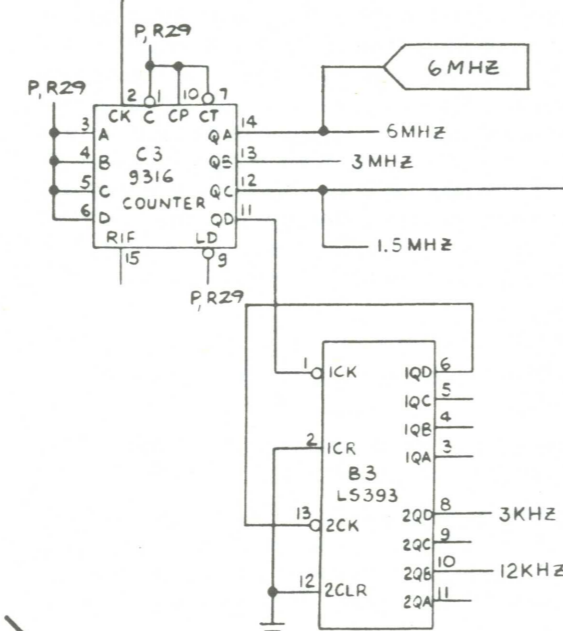 P,R29
6MHZ
P,R29
2 1 10 7
CK C CP CT
3 A QA 14
6MHZ
4 B QB 13
3MHZ
5 C QC 12
6 D QD 11
C3
9316
COUNTER
RIF LD
15 9
1.5MHZ
P,R29
1 1CK 1QD 6
1QC 5
1QB 4
2 1CR 1QA 3
B3
LS393
13 2CK 2QD 8
3KHZ
2QC 9
2QB 10
12KHZ
12 2CLR 2QA 11